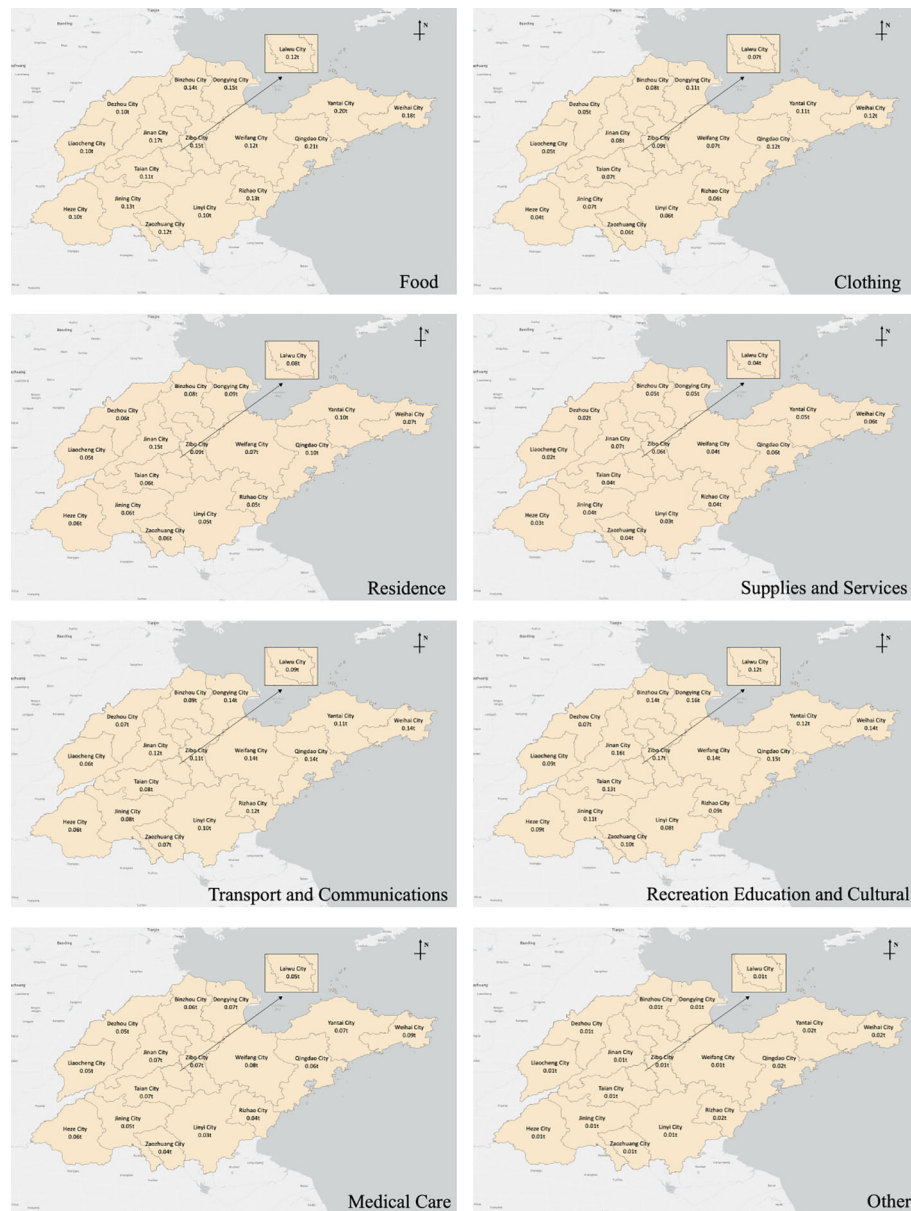 Laiwu City
0.12t
N
Binzhou City
0.14t
Dongying City
0.15t
Dezhou City
0.10t
Yantai City
0.20t
Weihai City
0.18t
Liaocheng City
0.10t
Jinan City
0.17t
Zibo City
0.15t
Weifang City
0.12t
Qingdao City
0.21t
Taian City
0.11t
Rizhao City
0.13t
Heze City
0.10t
Jining City
0.13t
Linyi City
0.10t
Zaozhuang City
0.12t
Food
Laiwu City
0.07t
N
Binzhou City
0.08t
Dongying City
0.11t
Dezhou City
0.05t
Yantai City
0.11t
Weihai City
0.12t
Liaocheng City
0.05t
Jinan City
0.08t
Zibo City
0.09t
Weifang City
0.07t
Qingdao City
0.12t
Taian City
0.07t
Rizhao City
0.06t
Heze City
0.04t
Jining City
0.07t
Linyi City
0.06t
Zaozhuang City
0.06t
Clothing
Laiwu City
0.08t
N
Binzhou City
0.08t
Dongying City
0.09t
Dezhou City
0.06t
Yantai City
0.10t
Weihai City
0.07t
Liaocheng City
0.05t
Jinan City
0.15t
Zibo City
0.09t
Weifang City
0.07t
Qingdao City
0.10t
Taian City
0.06t
Rizhao City
0.05t
Heze City
0.06t
Jining City
0.06t
Linyi City
0.05t
Zaozhuang City
0.06t
Residence
Laiwu City
0.04t
N
Binzhou City
0.05t
Dongying City
0.05t
Dezhou City
0.02t
Yantai City
0.05t
Weihai City
0.06t
Liaocheng City
0.02t
Jinan City
0.07t
Zibo City
0.06t
Weifang City
0.04t
Qingdao City
0.06t
Taian City
0.04t
Rizhao City
0.04t
Heze City
0.03t
Jining City
0.04t
Linyi City
0.03t
Zaozhuang City
0.04t
Supplies and Services
Laiwu City
0.09t
N
Binzhou City
0.09t
Dongying City
0.14t
Dezhou City
0.07t
Yantai City
0.11t
Weihai City
0.14t
Liaocheng City
0.06t
Jinan City
0.12t
Zibo City
0.11t
Weifang City
0.14t
Qingdao City
0.14t
Taian City
0.08t
Rizhao City
0.12t
Heze City
0.06t
Jining City
0.08t
Linyi City
0.10t
Zaozhuang City
0.07t
Transport and Communications
Laiwu City
0.12t
N
Binzhou City
0.14t
Dongying City
0.16t
Dezhou City
0.07t
Yantai City
0.12t
Weihai City
0.14t
Liaocheng City
0.09t
Jinan City
0.16t
Zibo City
0.17t
Weifang City
0.14t
Qingdao City
0.15t
Taian City
0.13t
Rizhao City
0.09t
Heze City
0.09t
Jining City
0.11t
Linyi City
0.08t
Zaozhuang City
0.10t
Recreation Education and Cultural
Laiwu City
0.05t
N
Binzhou City
0.06t
Dongying City
0.07t
Dezhou City
0.05t
Yantai City
0.07t
Weihai City
0.09t
Liaocheng City
0.05t
Jinan City
0.07t
Zibo City
0.07t
Weifang City
0.08t
Qingdao City
0.06t
Taian City
0.07t
Rizhao City
0.04t
Heze City
0.06t
Jining City
0.05t
Linyi City
0.03t
Zaozhuang City
0.04t
Medical Care
Laiwu City
0.01t
N
Binzhou City
0.01t
Dongying City
0.01t
Dezhou City
0.01t
Yantai City
0.02t
Weihai City
0.02t
Liaocheng City
0.01t
Jinan City
0.01t
Zibo City
0.01t
Weifang City
0.01t
Qingdao City
0.02t
Taian City
0.01t
Rizhao City
0.02t
Heze City
0.01t
Jining City
0.01t
Linyi City
0.01t
Zaozhuang City
0.01t
Other